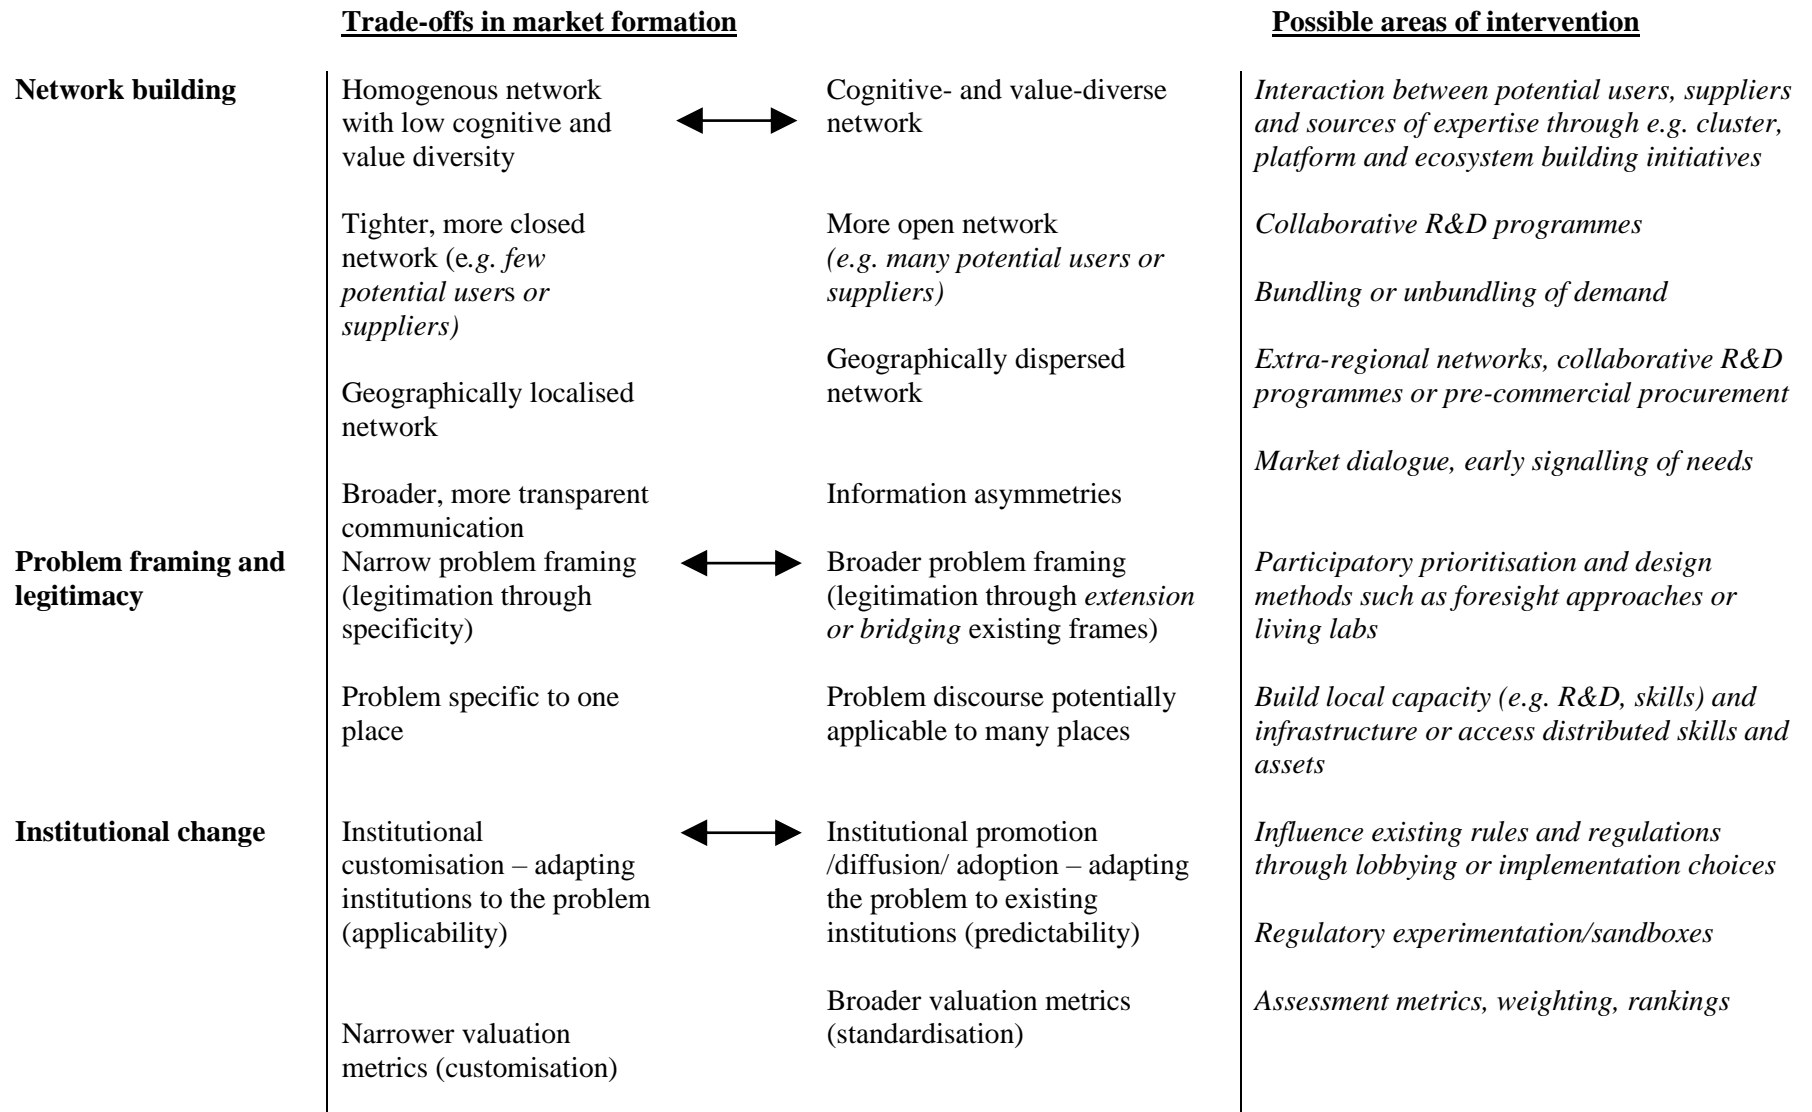 Trade-offs in market formation
Possible areas of intervention
Network building
Homogenous network
with low cognitive and
value diversity
Cognitive- and value-diverse
network
Interaction between potential users, suppliers
and sources of expertise through e.g. cluster,
platform and ecosystem building initiatives
Tighter, more closed
network (e.g. few
potential users or
suppliers)
More open network
(e.g. many potential users or
suppliers)
Collaborative R&D programmes
Bundling or unbundling of demand
Geographically localised
network
Geographically dispersed
network
Extra-regional networks, collaborative R&D
programmes or pre-commercial procurement
Broader, more transparent
communication
Information asymmetries
Market dialogue, early signalling of needs
Problem framing and
legitimacy
Narrow problem framing
(legitimation through
specificity)
Broader problem framing
(legitimation through extension
or bridging existing frames)
Participatory prioritisation and design
methods such as foresight approaches or
living labs
Problem specific to one
place
Problem discourse potentially
applicable to many places
Build local capacity (e.g. R&D, skills) and
infrastructure or access distributed skills and
assets
Institutional change
Institutional
customisation – adapting
institutions to the problem
(applicability)
Institutional promotion
/diffusion/ adoption – adapting
the problem to existing
institutions (predictability)
Influence existing rules and regulations
through lobbying or implementation choices
Regulatory experimentation/sandboxes
Narrower valuation
metrics (customisation)
Broader valuation metrics
(standardisation)
Assessment metrics, weighting, rankings